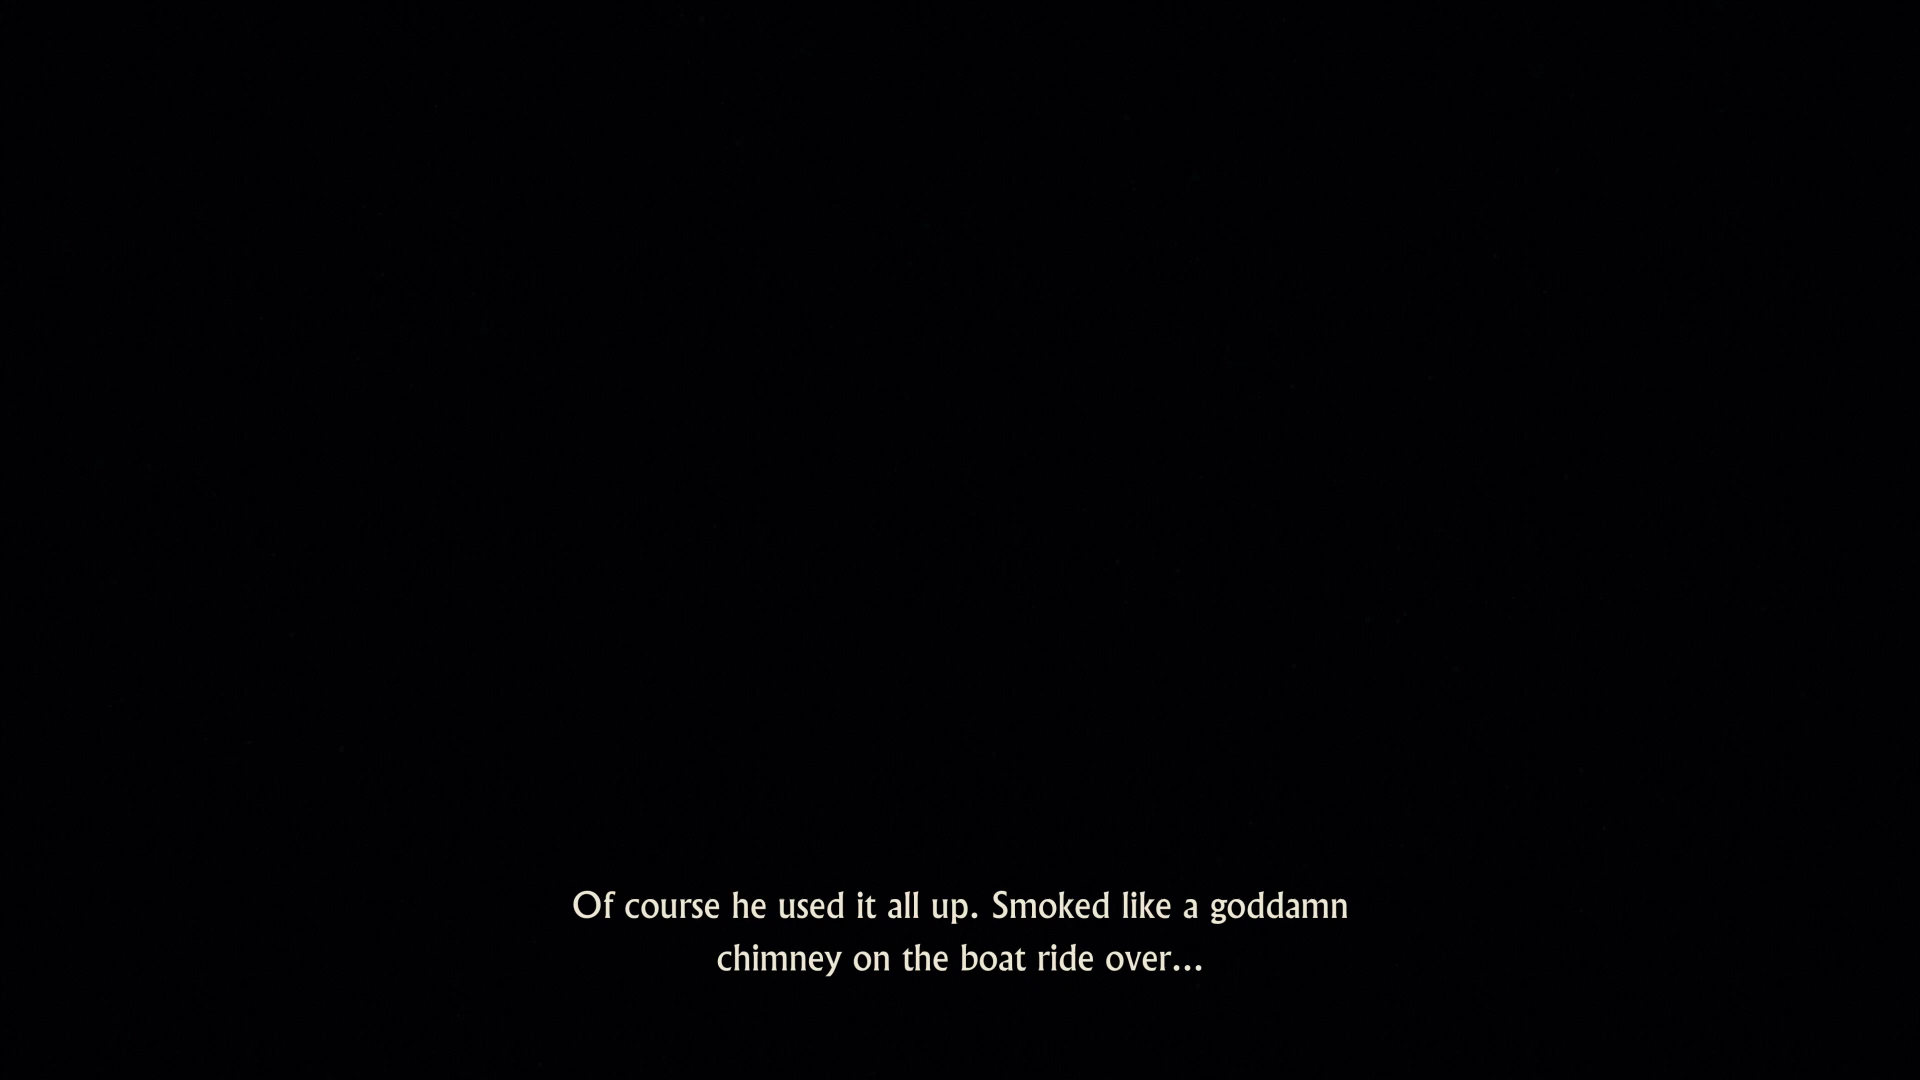 Of course he used it all up. Smoked like a goddamn
chimney on the boat ride over...